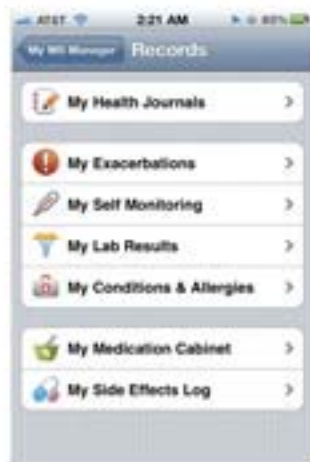 AT&T 2:21 AM 80%
My MS Manager Records
My Health Journals
My Exacerbations
My Self Monitoring
My Lab Results
My Conditions & Allergies
My Medication Cabinet
My Side Effects Log